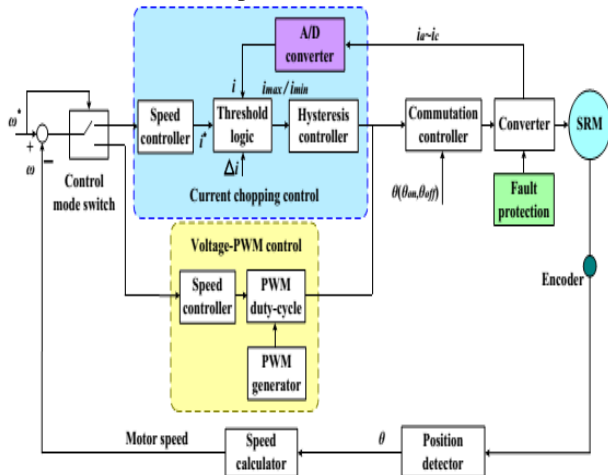 A/D
converter
ia~ic
i
imax/imin
ω*
Speed
controller
i*
Threshold
logic
Hysteresis
controller
Commutation
controller
Converter
SRM
+
ω
−
Control
mode switch
Δi
Current chopping control
θ(θon,θoff)
Fault
protection
Voltage-PWM control
Encoder
Speed
controller
PWM
duty-cycle
PWM
generator
Motor speed
Speed
calculator
θ
Position
detector